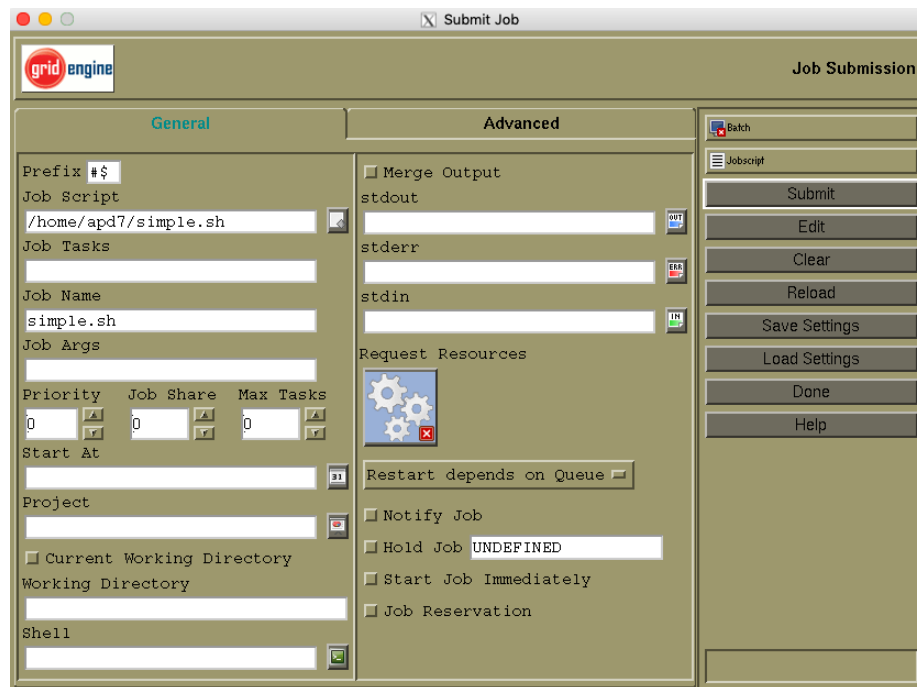 Submit Job
grid engine
Job Submission
General
Advanced
Prefix #$
Job Script
/home/apd7/simple.sh
Job Tasks
Job Name
simple.sh
Job Args
Priority Job Share Max Tasks
0 0 0
Start At
31
Project
Current Working Directory
Working Directory
Shell
Merge Output
stdout
OUT
stderr
ERR
stdin
IN
Request Resources
Restart depends on Queue
Notify Job
Hold Job UNDEFINED
Start Job Immediately
Job Reservation
Batch
Jobscript
Submit
Edit
Clear
Reload
Save Settings
Load Settings
Done
Help